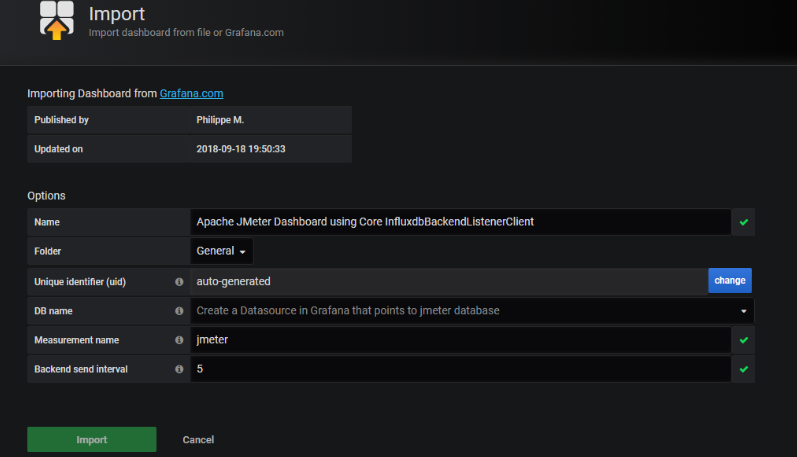 Import
Import dashboard from file or Grafana.com
Importing Dashboard from Grafana.com
Published by Philippe M.
Updated on 2018-09-18 19:50:33
Options
Name Apache JMeter Dashboard using Core InfluxdbBackendListenerClient
Folder General
Unique identifier (uid) auto-generated change
DB name Create a Datasource in Grafana that points to jmeter database
Measurement name jmeter
Backend send interval 5
Import Cancel